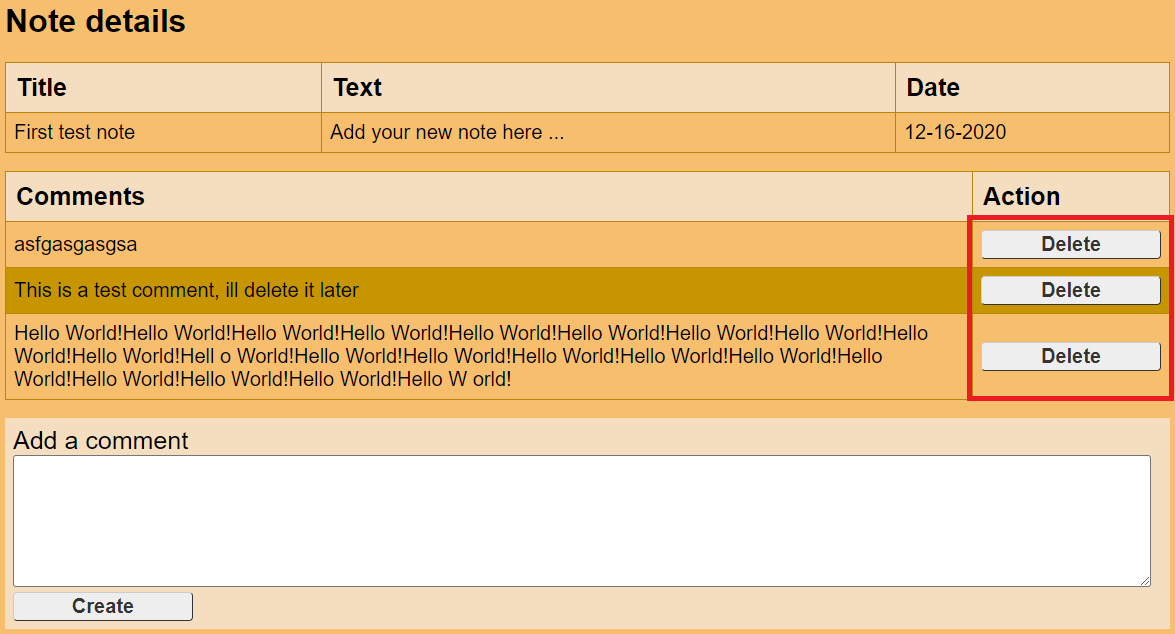 Note details
Title Text Date
First test note Add your new note here ... 12-16-2020
Comments Action
asfgasgasgsa Delete
This is a test comment, ill delete it later Delete
Hello World!Hello World!Hello World!Hello World!Hello World!Hello World!Hello World!Hello World!Hello
World!Hello World!Hell o World!Hello World!Hello World!Hello World!Hello World!Hello World!Hello Delete
World!Hello World!Hello World!Hello World!Hello W orld!
Add a comment
Create